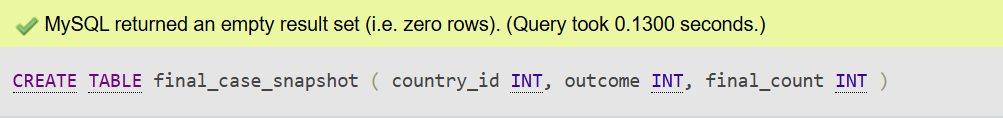 MySQL returned an empty result set (i.e. zero rows). (Query took 0.1300 seconds.)
CREATE TABLE final_case_snapshot ( country_id INT, outcome INT, final_count INT )